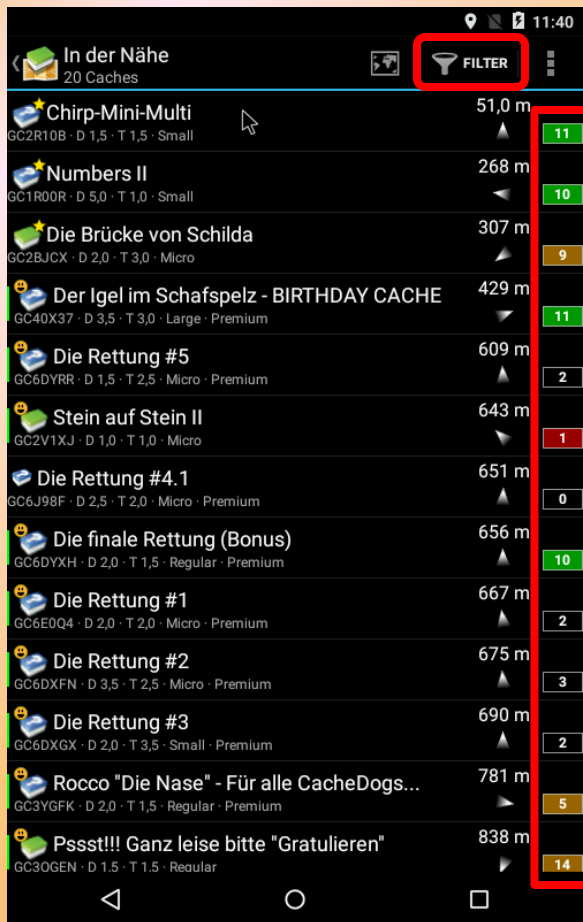 11:40
In der Nähe
20 Caches
FILTER
Chirp-Mini-Multi 51,0 m
GC2R10B · D 1,5 · T 1,5 · Small 11
Numbers II 268 m
GC1R00R · D 5,0 · T 1,0 · Small 10
Die Brücke von Schilda 307 m
GC2BJCX · D 2,0 · T 3,0 · Micro 9
Der Igel im Schafspelz - BIRTHDAY CACHE 429 m
GC40X37 · D 3,5 · T 3,0 · Large · Premium 11
Die Rettung #5 609 m
GC6DYRR · D 1,5 · T 2,5 · Micro · Premium 2
Stein auf Stein II 643 m
GC2V1XJ · D 1,0 · T 1,0 · Micro 1
Die Rettung #4.1 651 m
GC6J98F · D 2,5 · T 2,0 · Micro · Premium 0
Die finale Rettung (Bonus) 656 m
GC6DYXH · D 2,0 · T 1,5 · Regular · Premium 10
Die Rettung #1 667 m
GC6E0Q4 · D 2,0 · T 2,0 · Micro · Premium 2
Die Rettung #2 675 m
GC6DXFN · D 3,5 · T 2,5 · Micro · Premium 3
Die Rettung #3 690 m
GC6DXGX · D 2,0 · T 3,5 · Small · Premium 2
Rocco "Die Nase" - Für alle CacheDogs... 781 m
GC3YGFK · D 2,0 · T 1,5 · Regular · Premium 5
Pssst!!! Ganz leise bitte "Gratulieren" 838 m
GC3OGEN · D 1.5 · T 1.5 · Regular 14